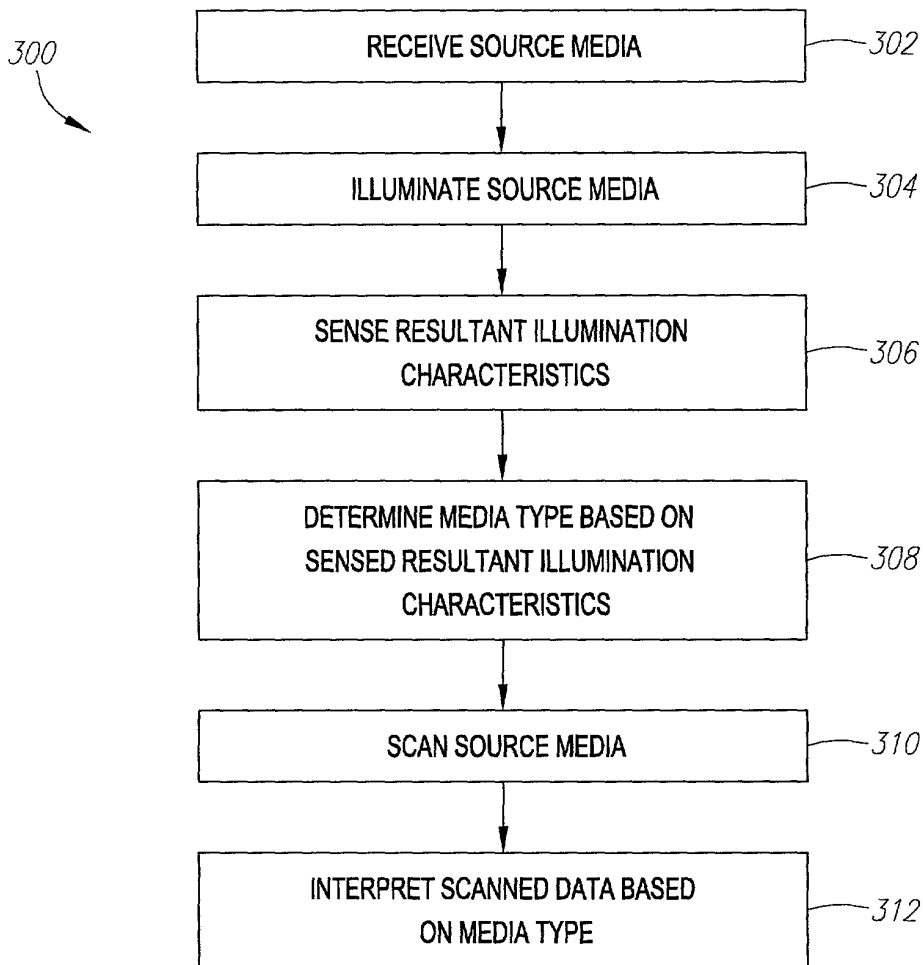 300
RECEIVE SOURCE MEDIA
302
ILLUMINATE SOURCE MEDIA
304
SENSE RESULTANT ILLUMINATION
CHARACTERISTICS
306
DETERMINE MEDIA TYPE BASED ON
SENSED RESULTANT ILLUMINATION
CHARACTERISTICS
308
SCAN SOURCE MEDIA
310
INTERPRET SCANNED DATA BASED
ON MEDIA TYPE
312